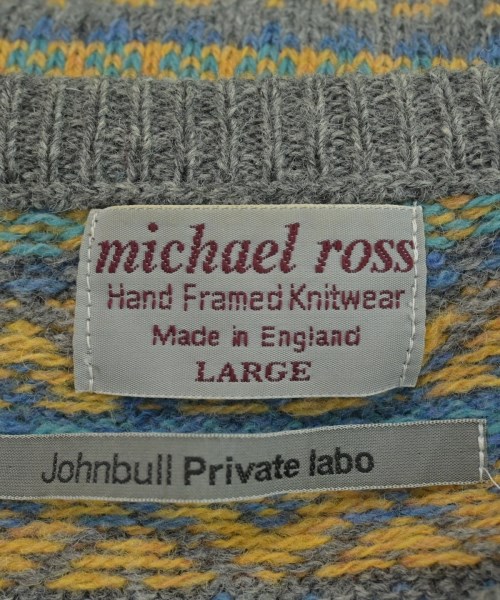 michael ross
Hand Framed Knitwear
Made in England
LARGE
Johnbull Private labo